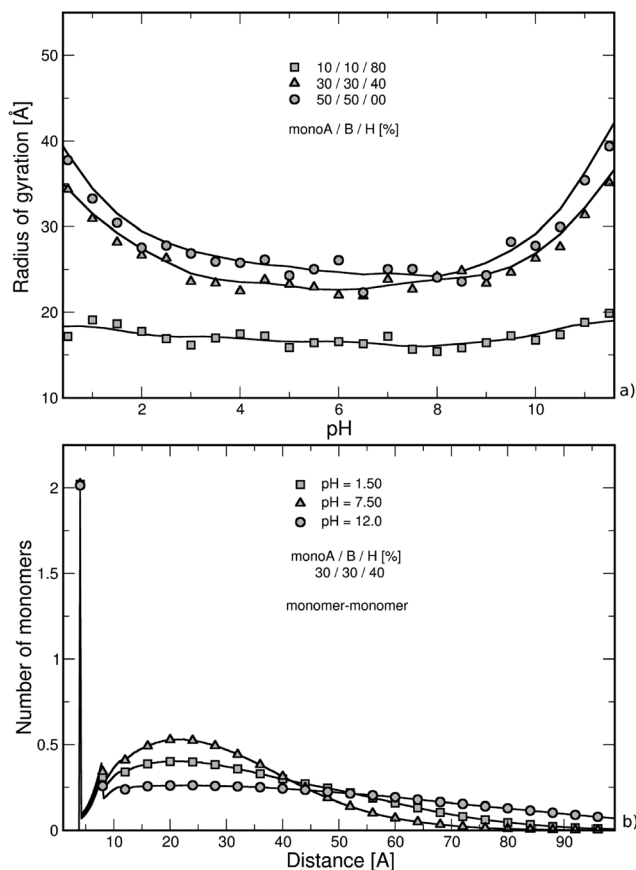 50
40
30
20
10
Radius of gyration [Å]
10 / 10 / 80
30 / 30 / 40
50 / 50 / 00
monoA / B / H [%]
2 4 6 8 10
pH
a)
2
1.5
1
0.5
0
Number of monomers
pH = 1.50
pH = 7.50
pH = 12.0
monoA / B / H [%]
30 / 30 / 40
monomer-monomer
10 20 30 40 50 60 70 80 90
Distance [A]
b)